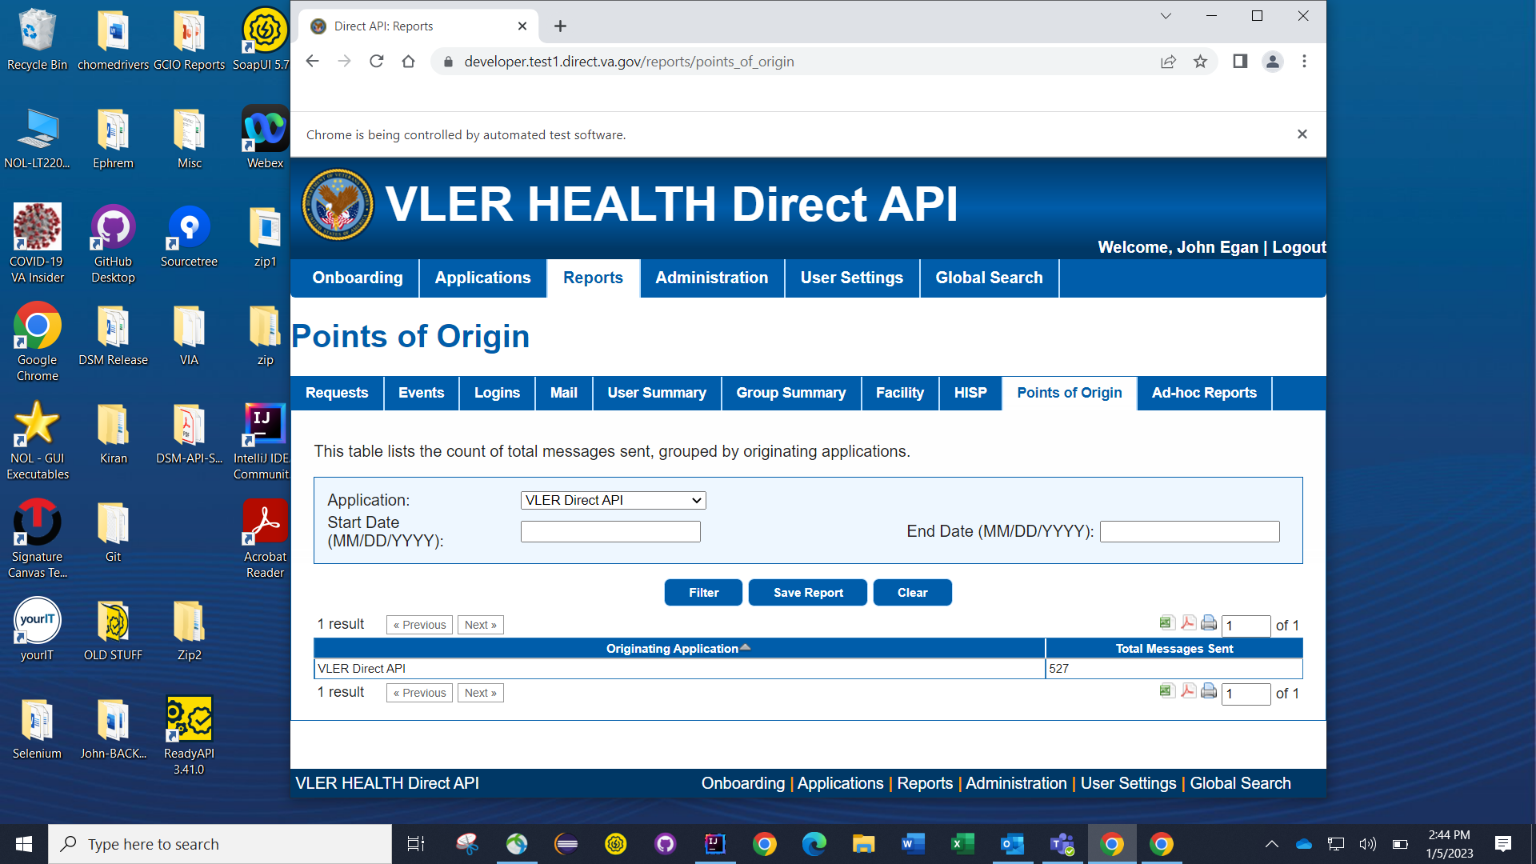 Recycle Bin
chomedrivers
GCIO Reports
SoapUI 5.7
NOL-LT220...
Ephrem
Misc
Webex
COVID-19
VA Insider
GitHub
Desktop
Sourcetree
zip1
Google
Chrome
DSM Release
VIA
zip
NOL - GUI
Executables
Kiran
DSM-API-S...
IJ
IntelliJ IDE
Communit
Signature
Canvas Te...
Git
Acrobat
Reader
yourIT
yourIT
OLD STUFF
Zip2
Selenium
John-BACK...
ReadyAPI
3.41.0
Direct API: Reports
developer.test1.direct.va.gov/reports/points_of_origin
Chrome is being controlled by automated test software.
VLER HEALTH Direct API
Welcome, John Egan | Logout
Onboarding Applications Reports Administration User Settings Global Search
Points of Origin
Requests Events Logins Mail User Summary Group Summary Facility HISP Points of Origin Ad-hoc Reports
This table lists the count of total messages sent, grouped by originating applications.
Application: VLER Direct API
Start Date
(MM/DD/YYYY):
End Date (MM/DD/YYYY):
Filter Save Report Clear
1 result « Previous Next » 1 of 1
Originating Application Total Messages Sent
VLER Direct API 527
1 result « Previous Next » 1 of 1
VLER HEALTH Direct API Onboarding | Applications | Reports | Administration | User Settings | Global Search
Type here to search
2:44 PM
1/5/2023